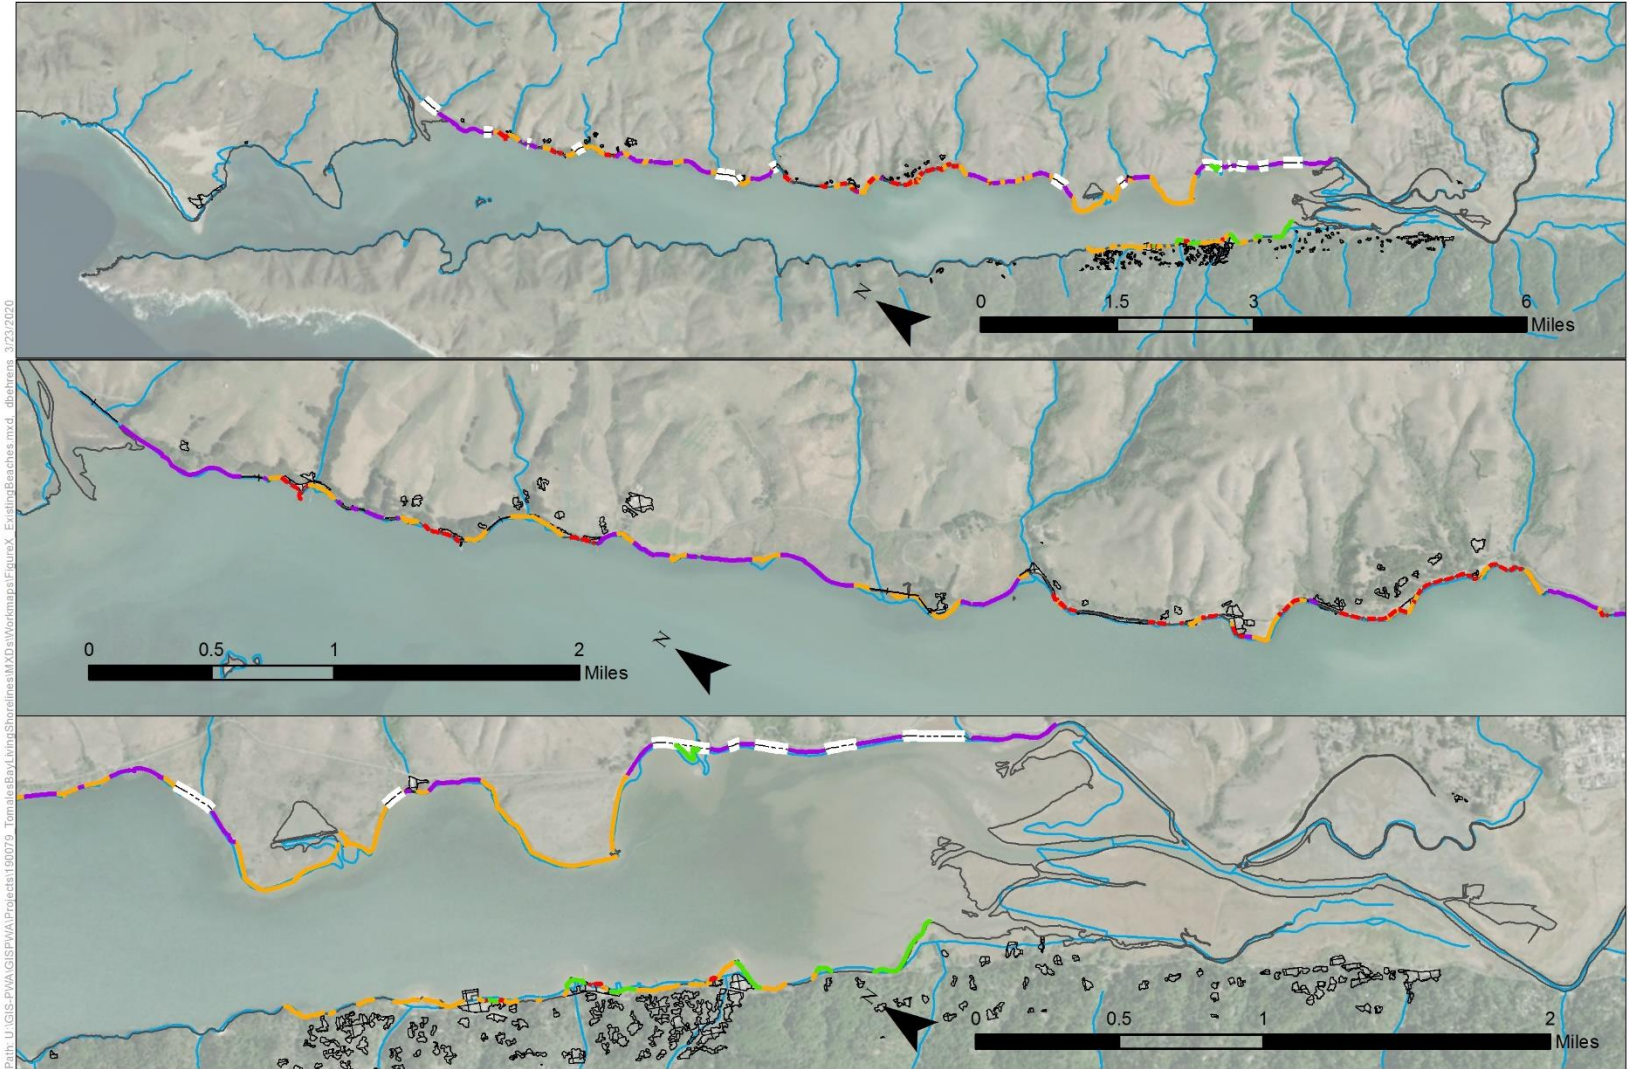 N
0 1.5 3 6
Miles
0 0.5 1 2
Miles
N
N
0 0.5 1 2
Miles
Path: U:\GIS-PWA\GISPWA\Projects\190079_TomalesBayLivingShorelines\MXDs\Workmaps\FigureX_ExistingBeaches.mxd, dbehrens 3/23/2020